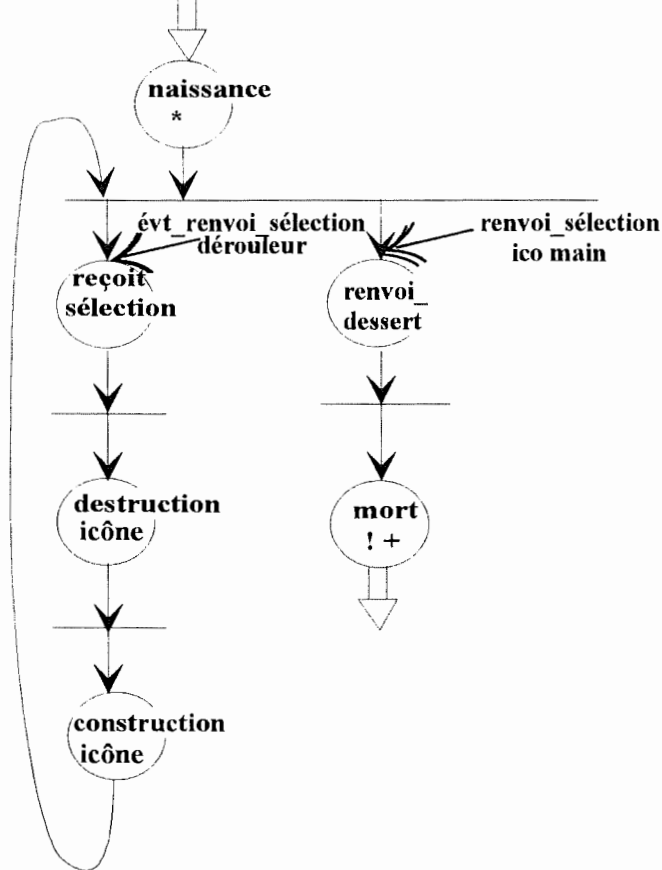 naissance
*
évt_renvoi_sélection
dérouleur
renvoi_sélection
ico main
reçoit
sélection
renvoi_
dessert
destruction
icône
mort
! +
construction
icône